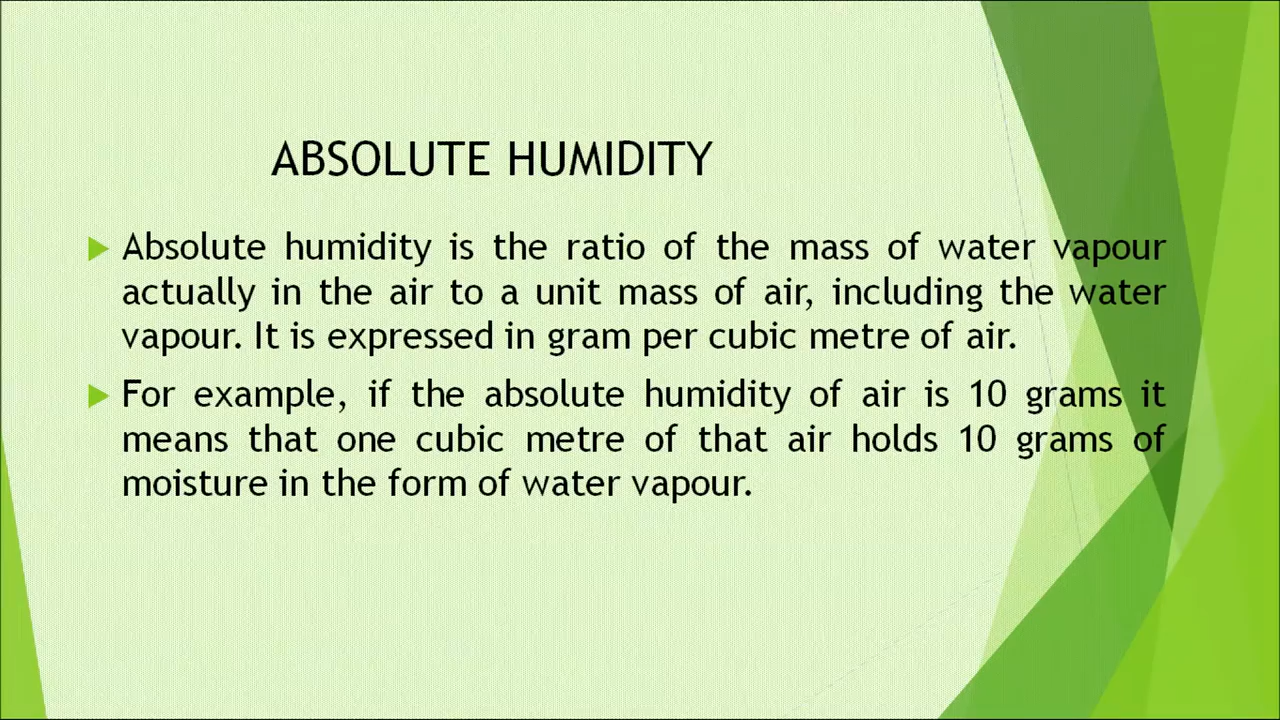 ABSOLUTE HUMIDITY
Absolute humidity is the ratio of the mass of water vapour
actually in the air to a unit mass of air, including the water
vapour. It is expressed in gram per cubic metre of air.
For example, if the absolute humidity of air is 10 grams it
means that one cubic metre of that air holds 10 grams of
moisture in the form of water vapour.